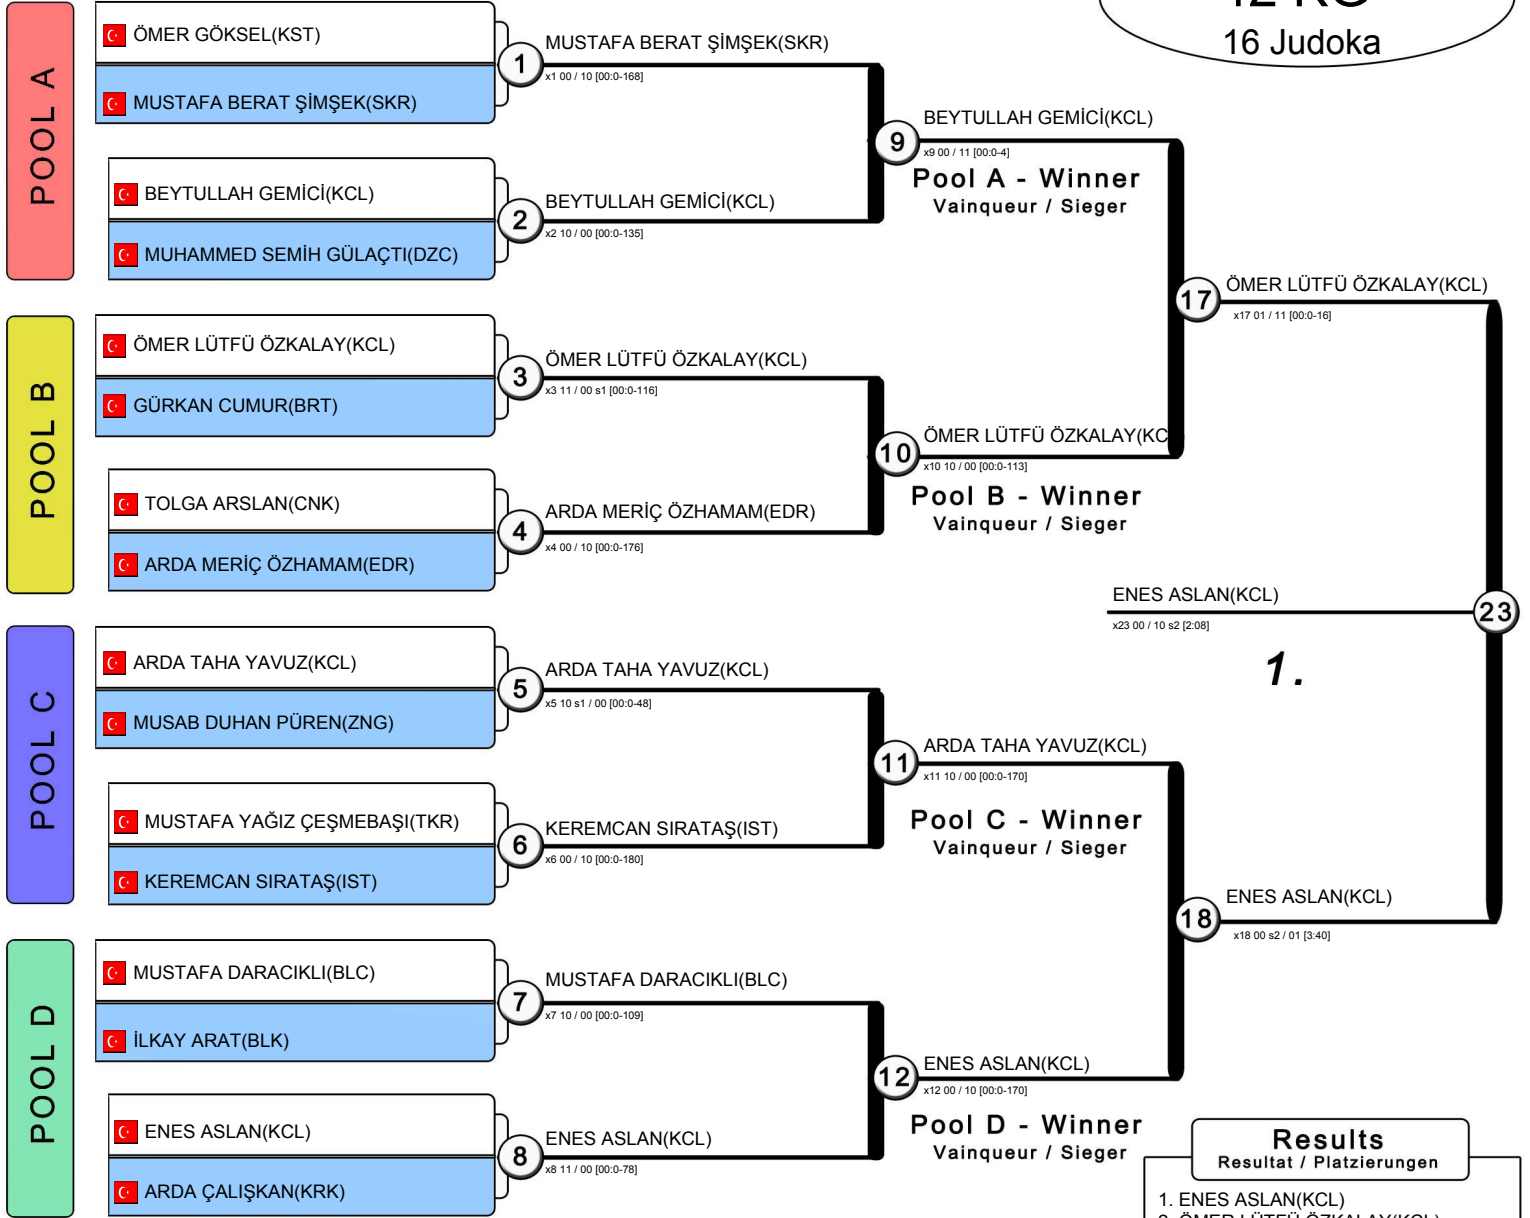 42 KG
16 Judoka
POOL A
ÖMER GÖKSEL(KST)
MUSTAFA BERAT ŞİMŞEK(SKR)
BEYTULLAH GEMİCİ(KCL)
MUHAMMED SEMİH GÜLAÇTI(DZC)
1
MUSTAFA BERAT ŞİMŞEK(SKR)
x1 00 / 10 [00:0-168]
2
BEYTULLAH GEMİCİ(KCL)
x2 10 / 00 [00:0-135]
9
BEYTULLAH GEMİCİ(KCL)
x9 00 / 11 [00:0-4]
Pool A - Winner
Vainqueur / Sieger
POOL B
ÖMER LÜTFÜ ÖZKALAY(KCL)
GÜRKAN CUMUR(BRT)
TOLGA ARSLAN(CNK)
ARDA MERİÇ ÖZHAMAM(EDR)
3
ÖMER LÜTFÜ ÖZKALAY(KCL)
x3 11 / 00 s1 [00:0-116]
4
ARDA MERİÇ ÖZHAMAM(EDR)
x4 00 / 10 [00:0-176]
10
ÖMER LÜTFÜ ÖZKALAY(KC
x10 10 / 00 [00:0-113]
Pool B - Winner
Vainqueur / Sieger
17
ÖMER LÜTFÜ ÖZKALAY(KCL)
x17 01 / 11 [00:0-16]
ENES ASLAN(KCL)
23
x23 00 / 10 s2 [2:08]
1.
POOL C
ARDA TAHA YAVUZ(KCL)
MUSAB DUHAN PÜREN(ZNG)
MUSTAFA YAĞIZ ÇEŞMEBAŞI(TKR)
KEREMCAN SIRATAŞ(IST)
5
ARDA TAHA YAVUZ(KCL)
x5 10 s1 / 00 [00:0-48]
6
KEREMCAN SIRATAŞ(IST)
x6 00 / 10 [00:0-180]
11
ARDA TAHA YAVUZ(KCL)
x11 10 / 00 [00:0-170]
Pool C - Winner
Vainqueur / Sieger
18
ENES ASLAN(KCL)
x18 00 s2 / 01 [3:40]
POOL D
MUSTAFA DARACIKLI(BLC)
İLKAY ARAT(BLK)
ENES ASLAN(KCL)
ARDA ÇALIŞKAN(KRK)
7
MUSTAFA DARACIKLI(BLC)
x7 10 / 00 [00:0-109]
8
ENES ASLAN(KCL)
x8 11 / 00 [00:0-78]
12
ENES ASLAN(KCL)
x12 00 / 10 [00:0-170]
Pool D - Winner
Vainqueur / Sieger
Results
Resultat / Platzierungen
1. ENES ASLAN(KCL)
2. ÖMER LÜTFÜ ÖZKALAY(KCL)